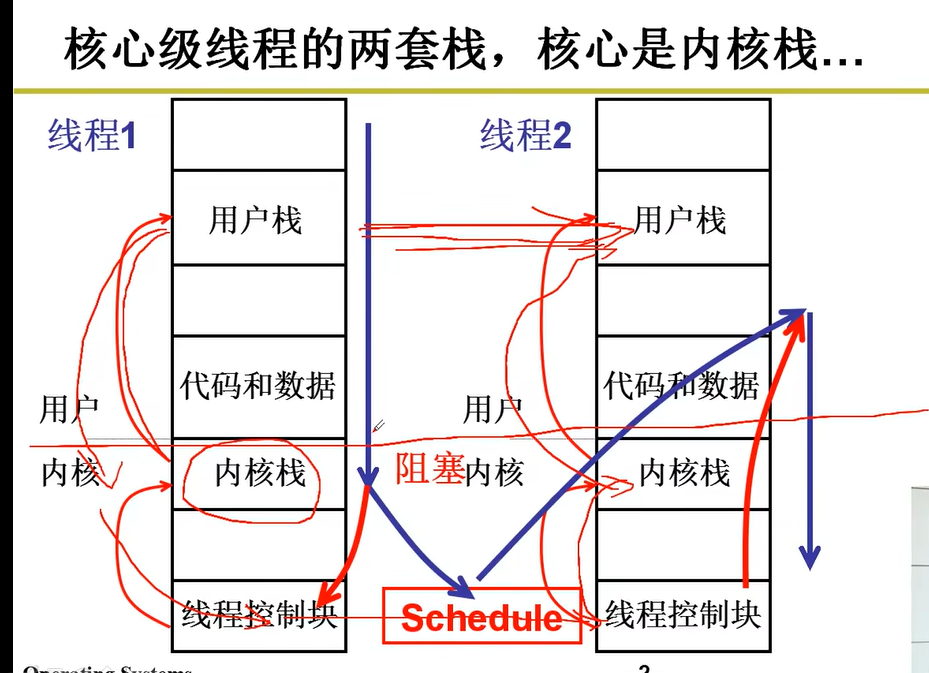 核心级线程的两套栈，核心是内核栈...
线程1
线程2
用户栈
用户栈
代码和数据
代码和数据
用户
用户
内核
内核栈
阻塞
内核
内核栈
线程控制块
Schedule
线程控制块
Operating Systems